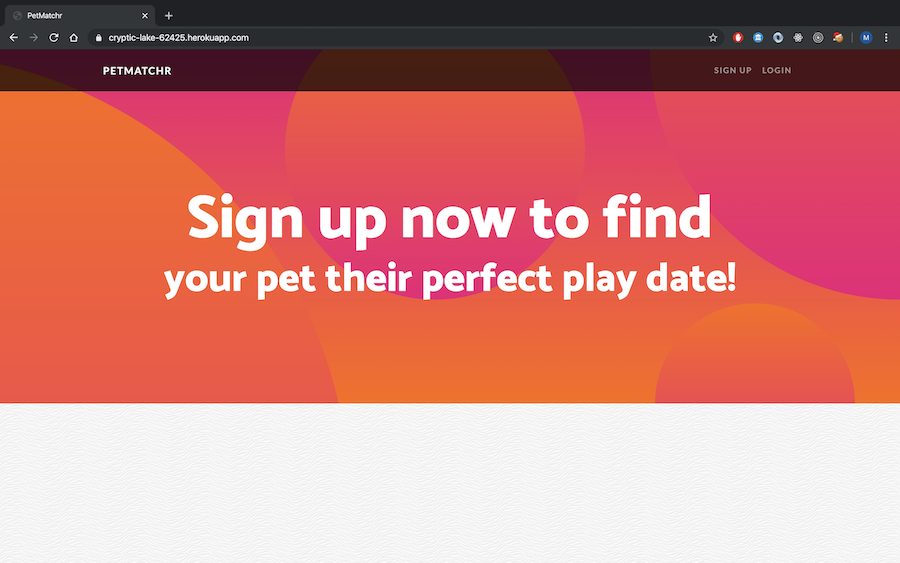 PetMatchr
cryptic-lake-62425.herokuapp.com
M
PETMATCHR
SIGN UP
LOGIN
Sign up now to find
your pet their perfect play date!